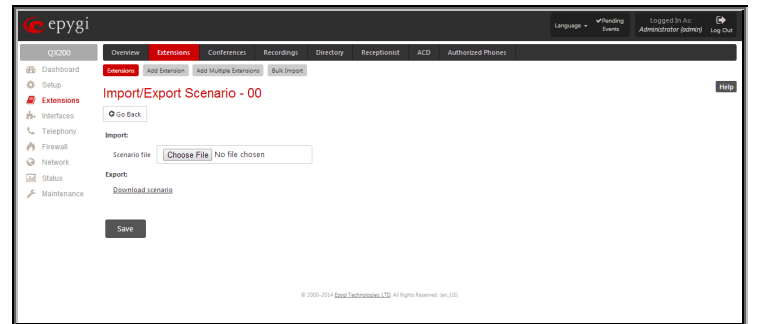 epygi
Language
Pending Events
Logged In As:
Administrator (admin)
Log Out
QX200
Overview Extensions Conferences Recordings Directory Receptionist ACD Authorized Phones
Dashboard
Setup
Extensions
Interfaces
Telephony
Firewall
Network
Status
Maintenance
Extensions Add Extension Add Multiple Extensions Bulk Import
Import/Export Scenario - 00
Help
Go Back
Import:
Scenario file Choose File No file chosen
Export:
Download scenario
Save
© 2000-2014 Epygi Technologies, LTD. All Rights Reserved. (en_US)